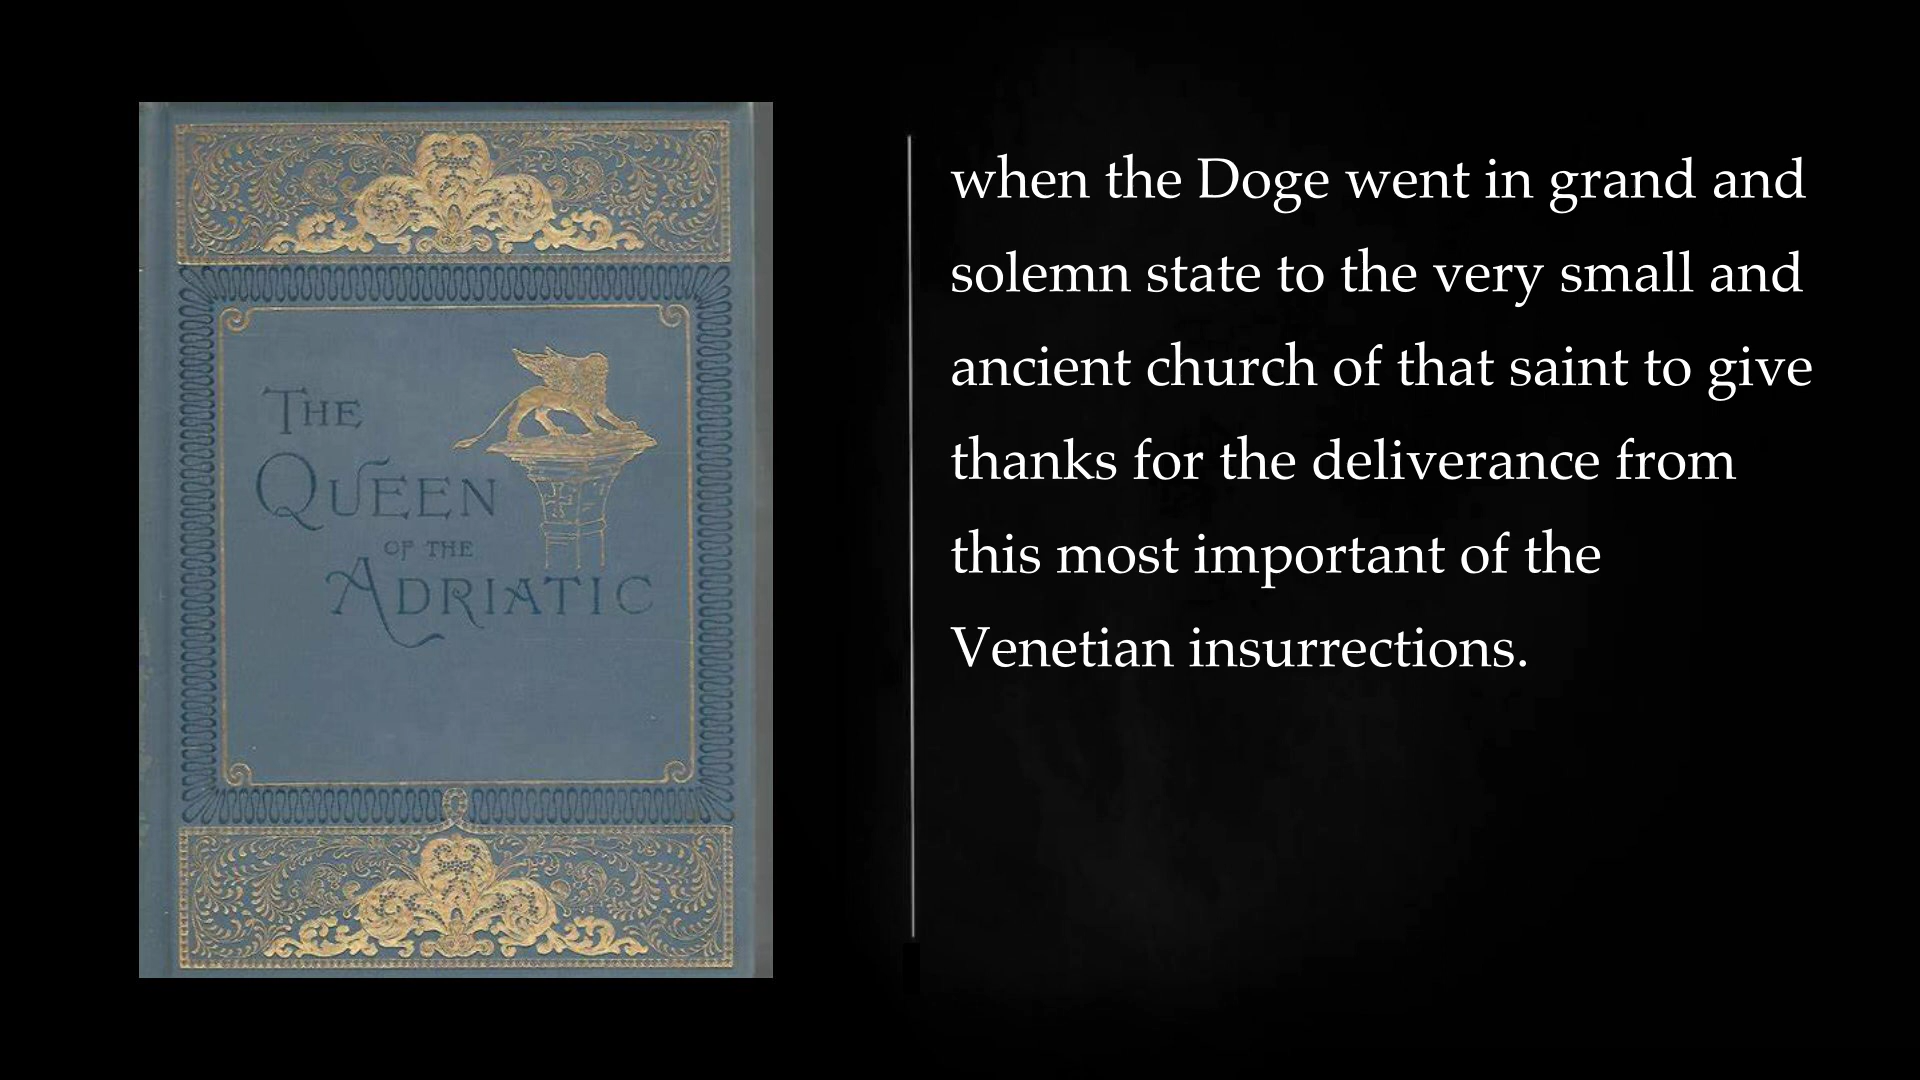 THE
QUEEN
OF THE
ADRIATIC
when the Doge went in grand and
solemn state to the very small and
ancient church of that saint to give
thanks for the deliverance from
this most important of the
Venetian insurrections.